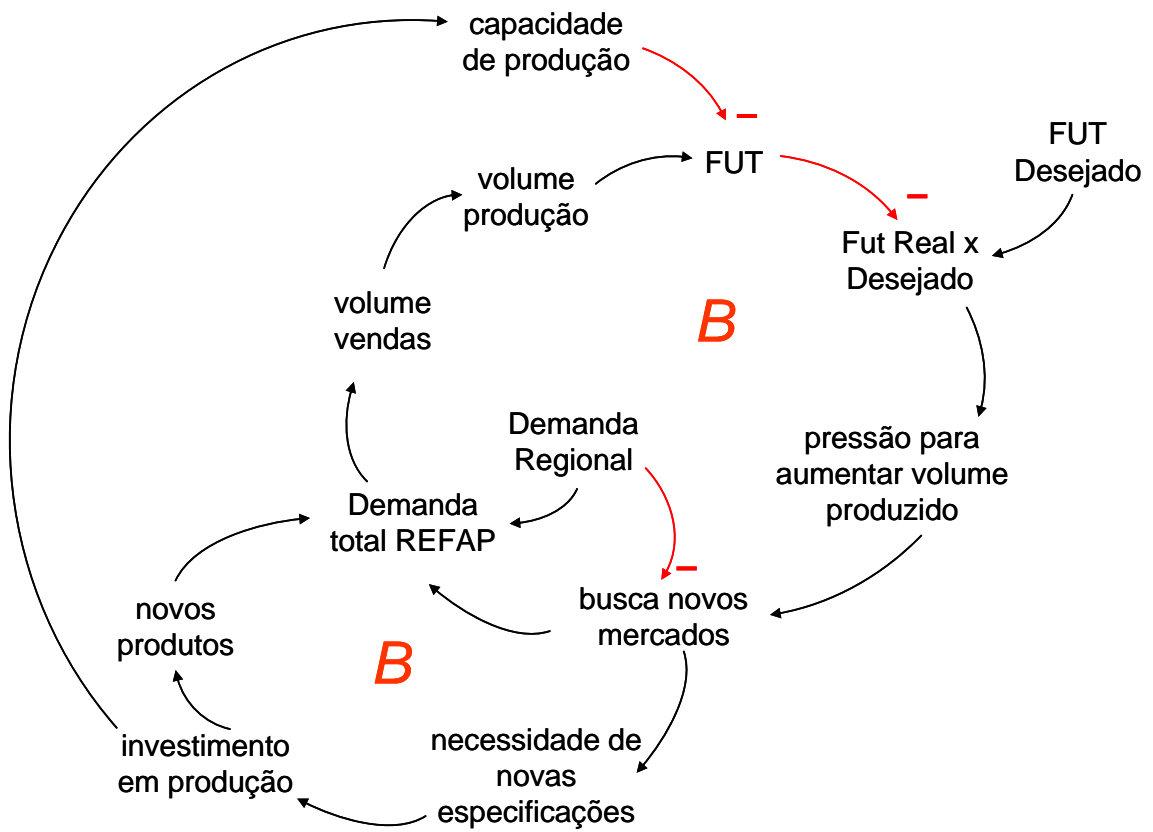 capacidade
de produção
–
FUT
FUT
Desejado
volume
produção
–
Fut Real x
Desejado
volume
vendas
B
Demanda
Regional
pressão para
aumentar volume
produzido
Demanda
total REFAP
–
busca novos
mercados
novos
produtos
B
investimento
em produção
necessidade de
novas
especificações